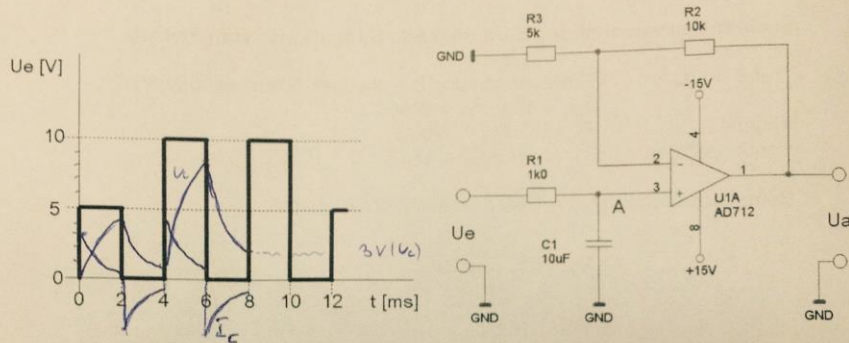 Ue [V]
10
5
0
0 2 4 6 8 10 12 t [ms]
3V (Uc)
Ic
R3
5k
R2
10k
GND
-15V
4
R1
1k0
2
-
1
3
+
A
U1A
AD712
Ue
Ua
C1
10uF
8
+15V
GND
GND
GND